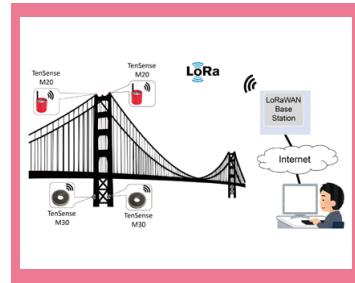 TenSense
M20
TenSense
M20
LoRa
LoRaWAN
Base
Station
Internet
TenSense
M30
TenSense
M30